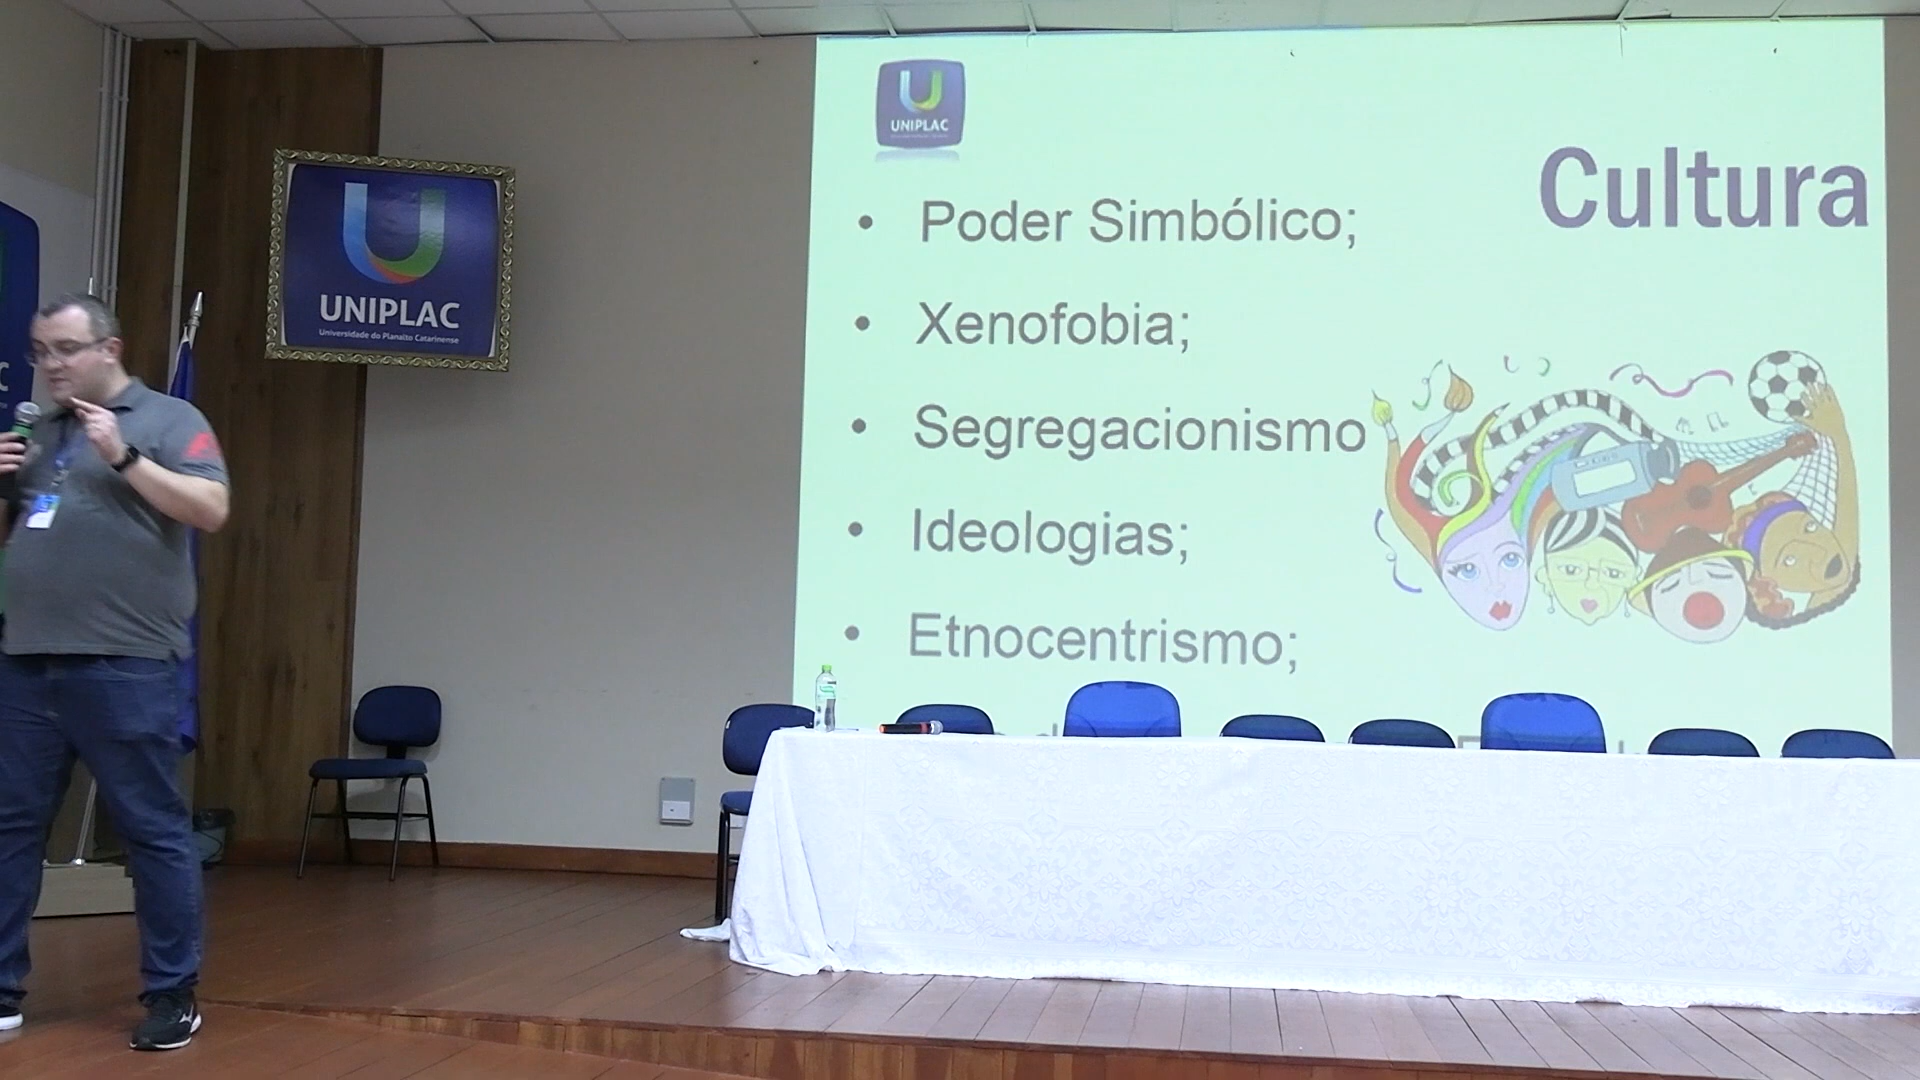 UNIPLAC
Universidade do Planalto Catarinense
UNIPLAC
Cultura
• Poder Simbólico;
• Xenofobia;
• Segregacionismo
• Ideologias;
• Etnocentrismo;